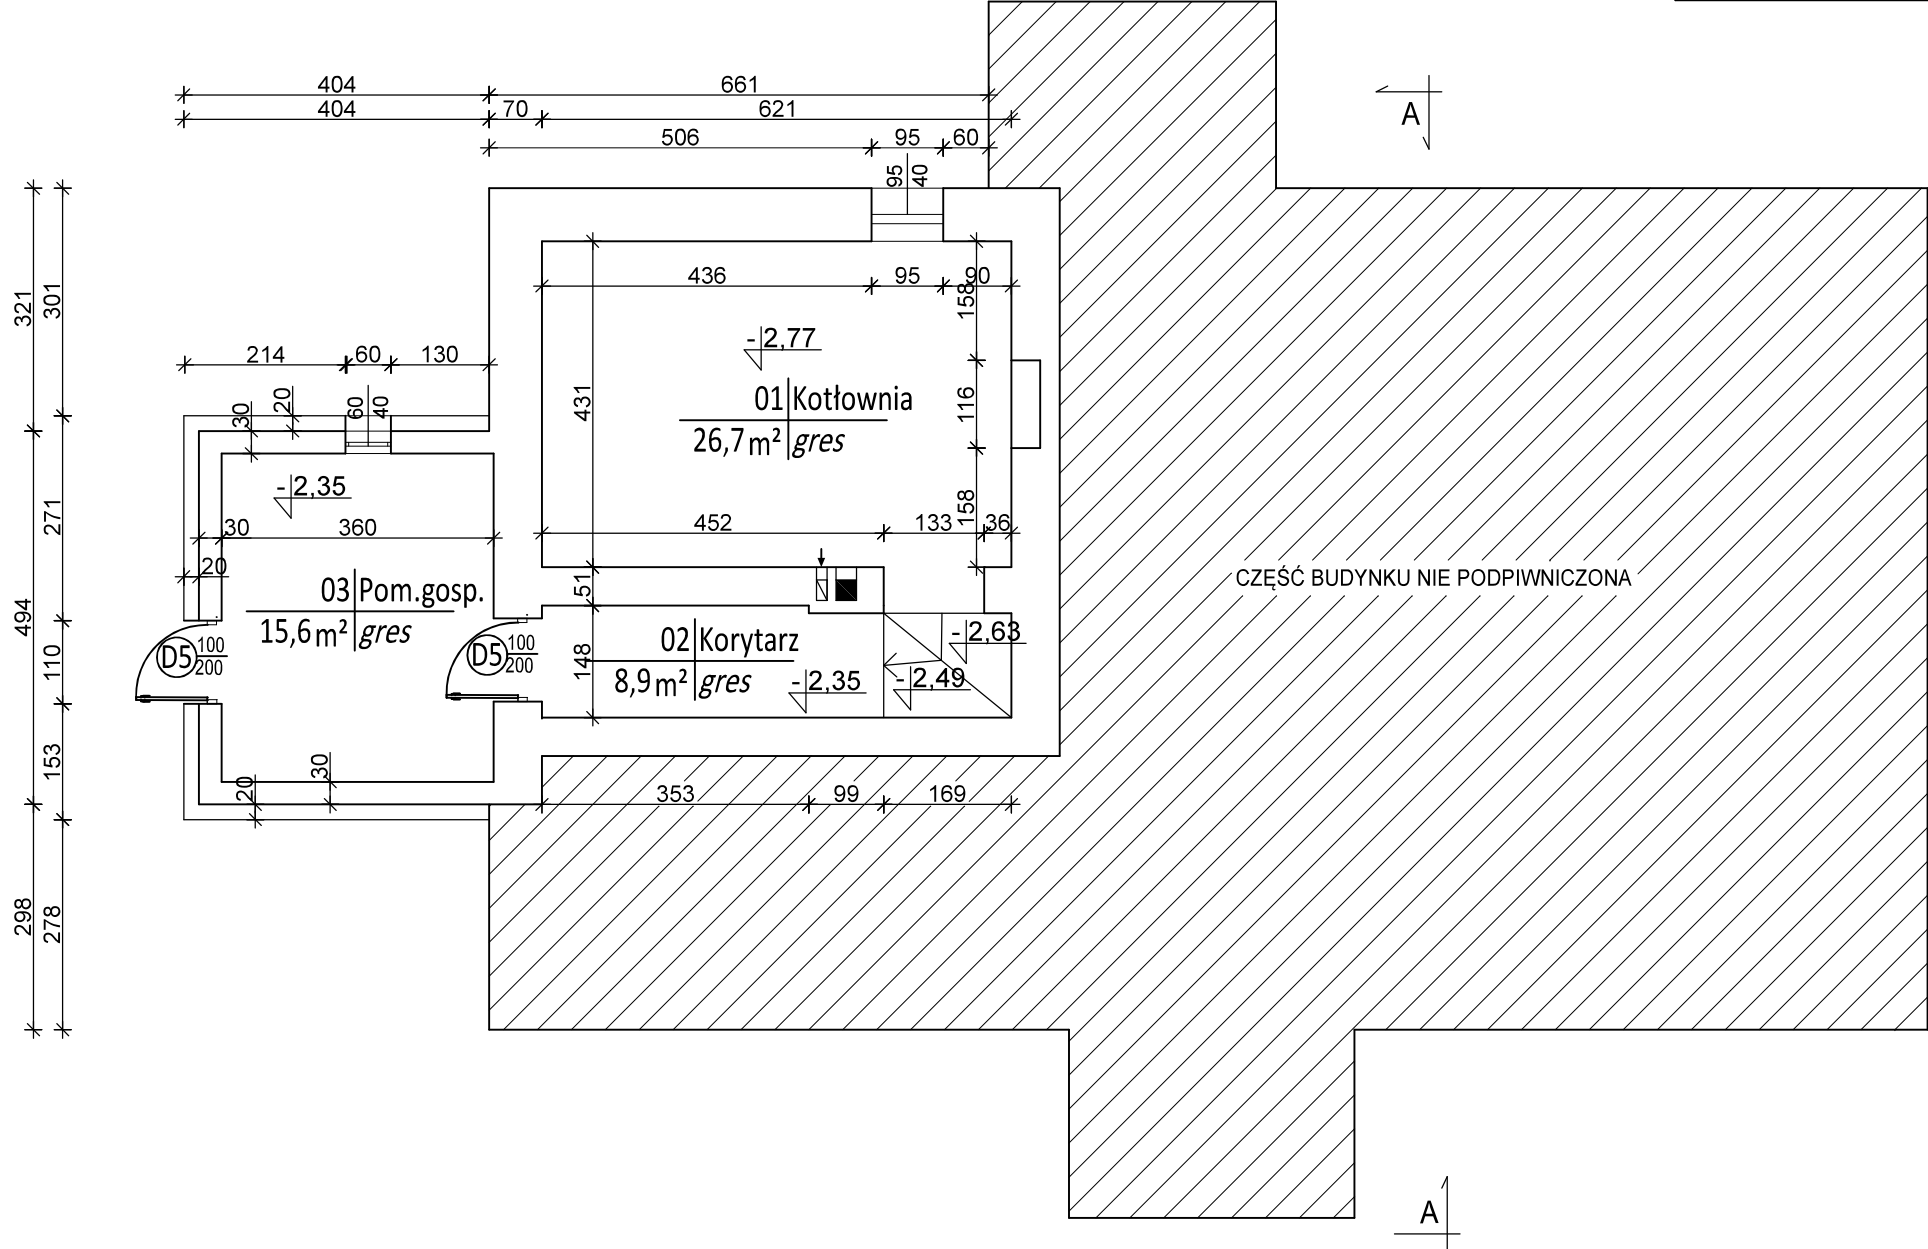 404 661
404 70 621
506 95 60
95
40
A
321
301
436 95 90
158
-2,77
214 60 130
20
30
60
40
431
116
01 Kotłownia
26,7 m² gres
-2,35
271
158
30 360
452 133 36
20
51
CZĘŚĆ BUDYNKU NIE PODPIWNICZONA
03 Pom.gosp.
15,6 m² gres
494
110
D5 100
200
D5 100
200
148
02 Korytarz
8,9 m² gres
-2,63
-2,49
-2,35
153
30
20
353 99 169
298
278
A